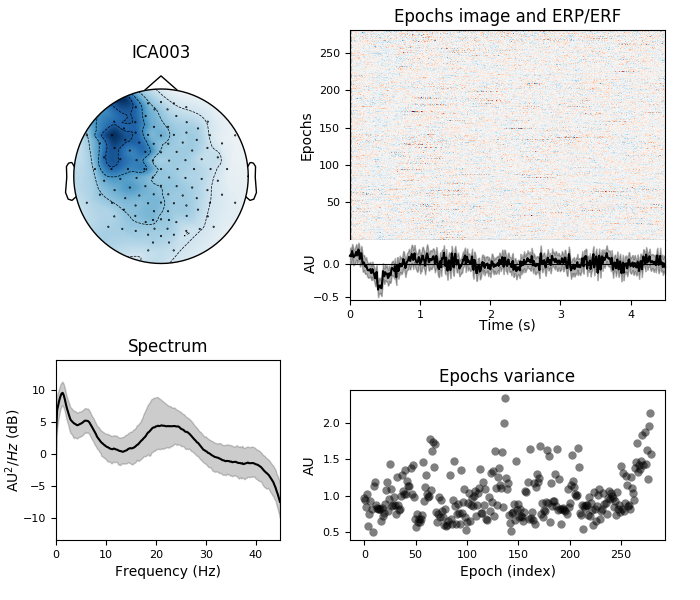 ICA003
Epochs image and ERP/ERF
Epochs
250
200
150
100
50
AU
0.0
−0.5
0 1 2 3 4
Time (s)
Spectrum
AU²/Hz (dB)
10
5
0
−5
−10
0 10 20 30 40
Frequency (Hz)
Epochs variance
AU
2.0
1.5
1.0
0.5
0 50 100 150 200 250
Epoch (index)